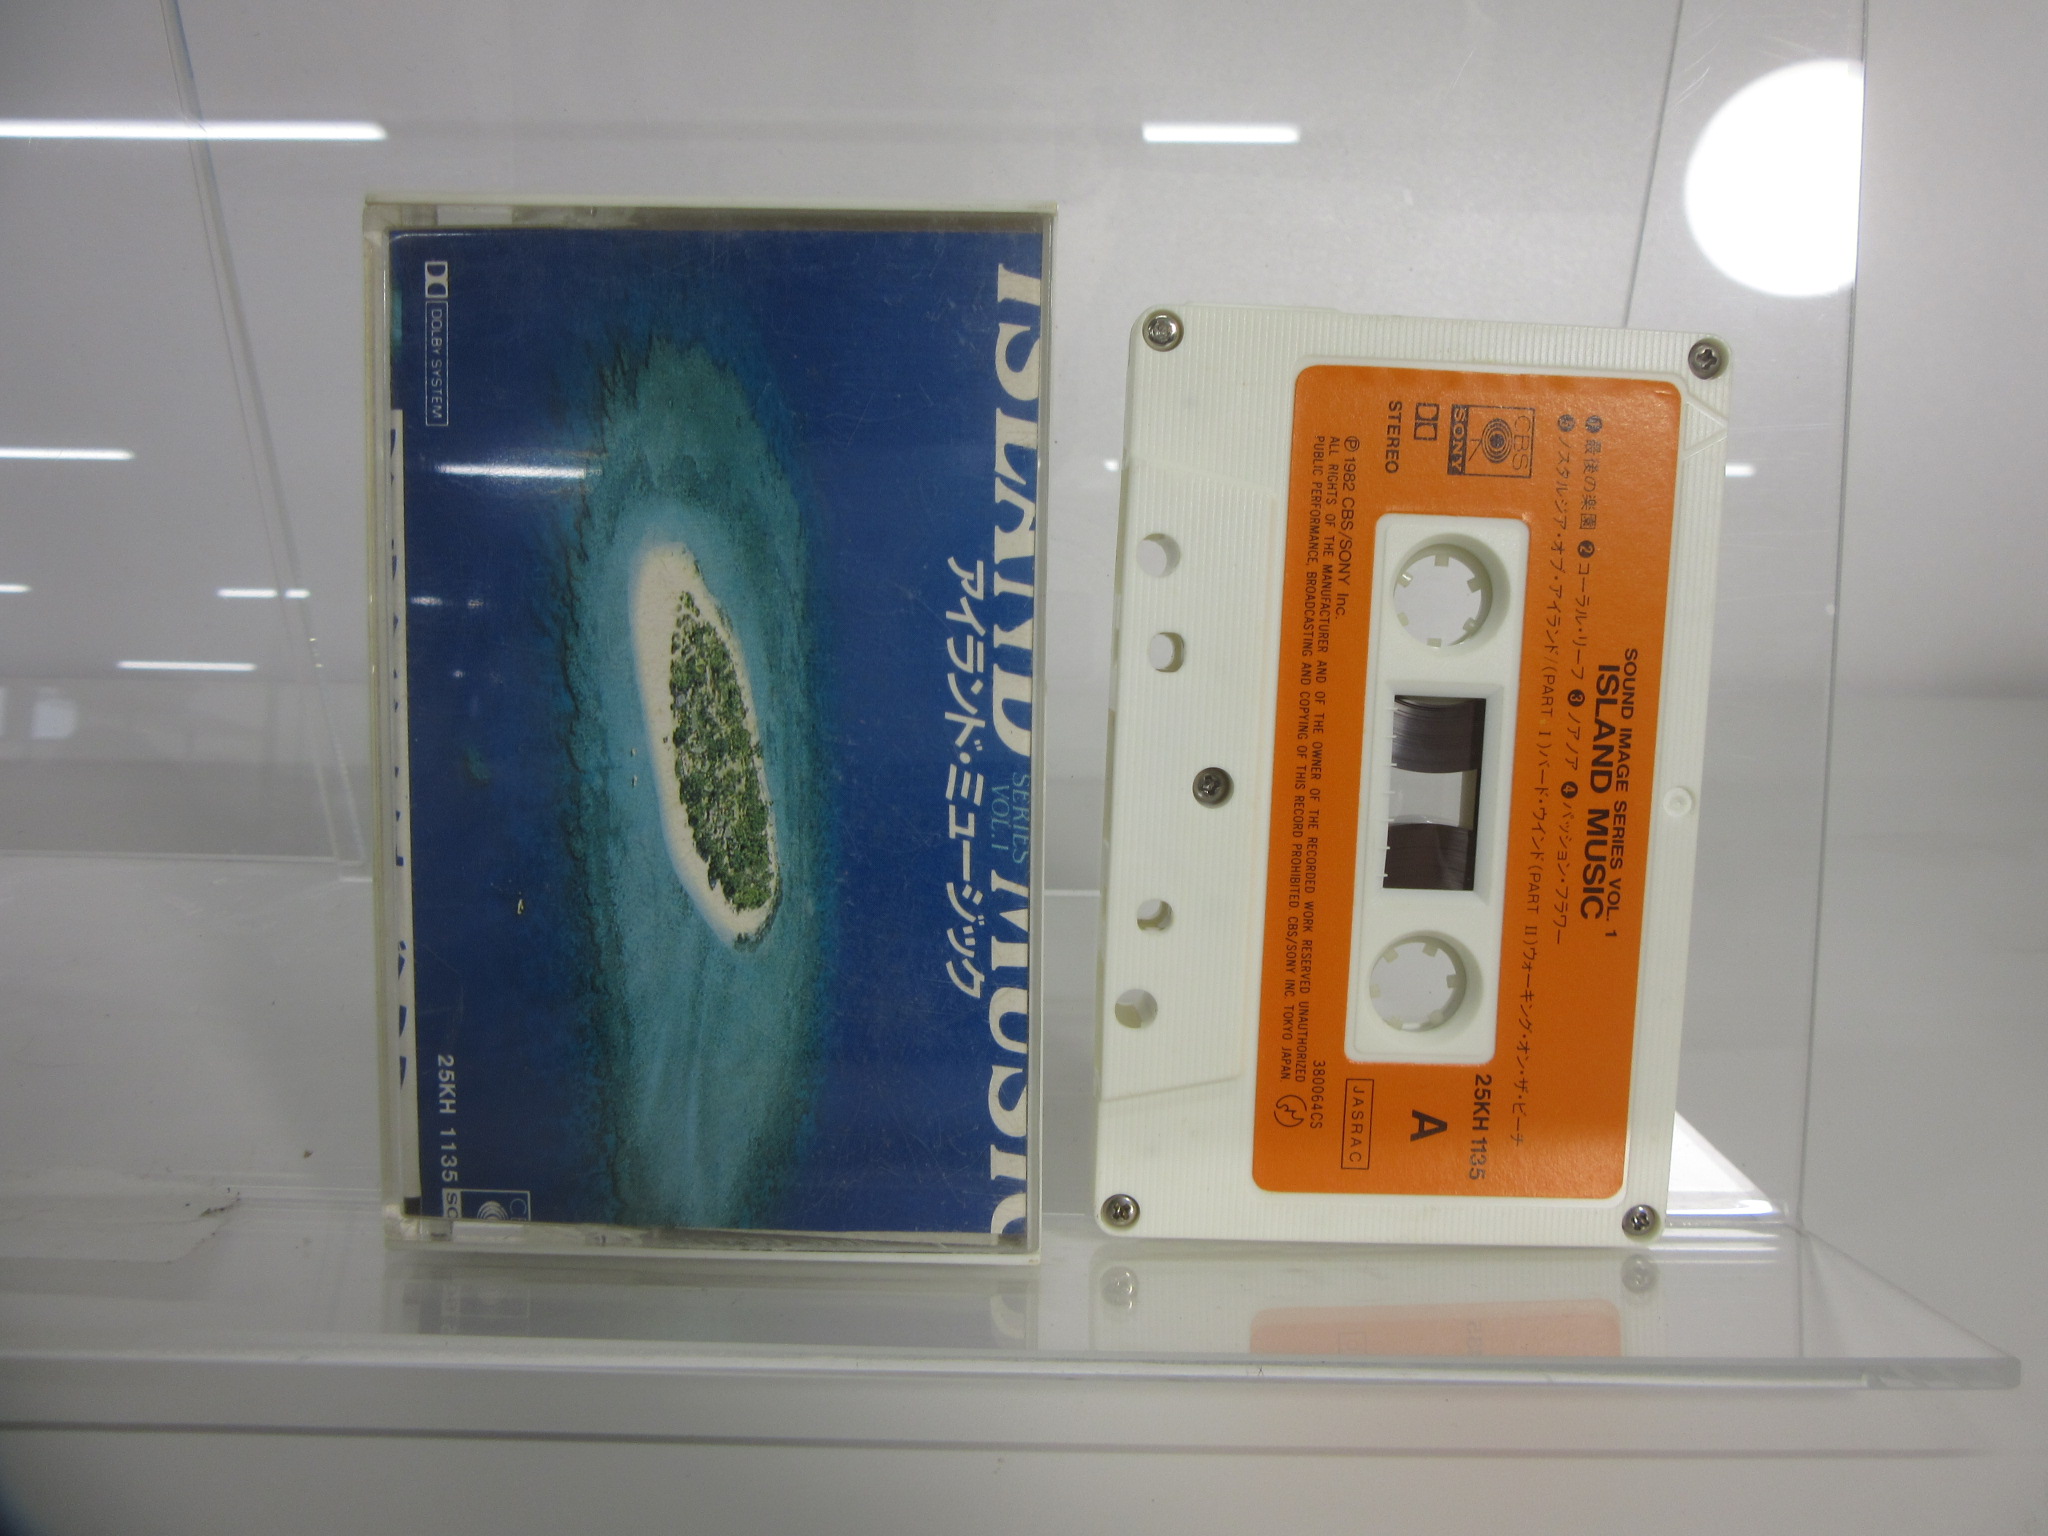 ISLAND MUSIC
SERIES
VOL. 1
アイランド・ミュージック
DOLBY SYSTEM
25KH 1135
SOUND IMAGE SERIES VOL. 1
ISLAND MUSIC
❶最後の楽園 ❷コーラル・リーフ ❸ノアノア ❹パッション・フラワー
❺ノスタルジア・オブ・アイランド/(PART I)バード・ウインド(PART II)ウォーキング・オン・ザ・ビーチ
CBS
SONY
STEREO
25KH 1135
A
JASRAC
℗ 1982 CBS/SONY Inc.
380064CS
ALL RIGHTS OF THE MANUFACTURER AND OF THE OWNER OF THE RECORDED WORK RESERVED UNAUTHORIZED
PUBLIC PERFORMANCE, BROADCASTING AND COPYING OF THIS RECORD PROHIBITED CBS/SONY INC. TOKYO JAPAN